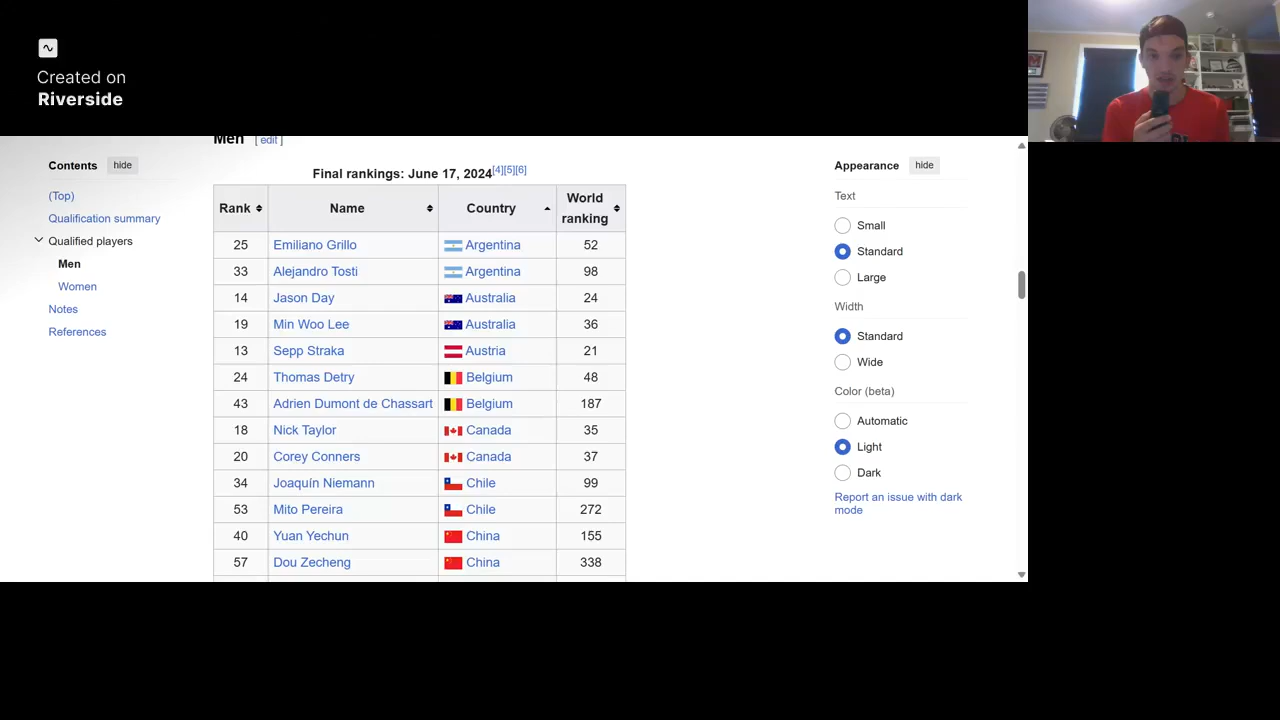 Created on
Riverside
Men [ edit ]
Contents hide
(Top)
Qualification summary
Qualified players
Men
Women
Notes
References
Final rankings: June 17, 2024[4][5][6]
Rank Name Country World ranking
25 Emiliano Grillo Argentina 52
33 Alejandro Tosti Argentina 98
14 Jason Day Australia 24
19 Min Woo Lee Australia 36
13 Sepp Straka Austria 21
24 Thomas Detry Belgium 48
43 Adrien Dumont de Chassart Belgium 187
18 Nick Taylor Canada 35
20 Corey Conners Canada 37
34 Joaquín Niemann Chile 99
53 Mito Pereira Chile 272
40 Yuan Yechun China 155
57 Dou Zecheng China 338
Appearance hide
Text
Small
Standard
Large
Width
Standard
Wide
Color (beta)
Automatic
Light
Dark
Report an issue with dark
mode